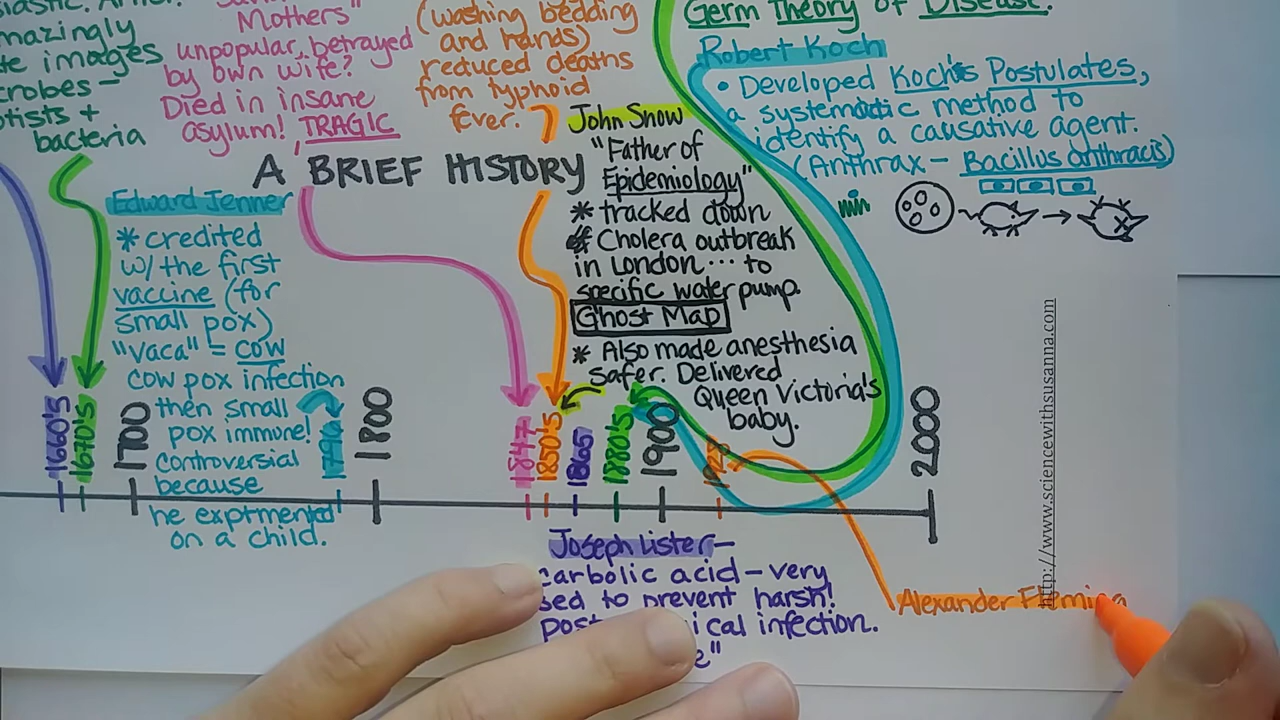 mazingly
images
crobes-
tists +
bacteria
Mothers"
unpopular, betrayed
by own wife?
Died in insane
asylum! TRAGIC
(washing bedding
and hands)
reduced deaths
from typhoid
fever.
Germ Theory of Disease.
Robert Koch
• Developed Koch's Postulates,
a systematic method to
identify a causative agent.
(Anthrax - Bacillus anthracis)
A BRIEF HISTORY
John Snow
"Father of
Epidemiology"
* tracked down
Cholera outbreak
in London ... to
specific water pump.
Ghost Map
* Also made anesthesia
safer. Delivered
Queen Victoria's
baby.
Edward Jenner
* credited
w/ the first
vaccine (for
small pox)
"vaca" = cow
cow pox infection
then small
pox immune!
controversial
because
he exptmented
on a child.
1660's
1670's
1700
1800
1847
1850's
1865
1880's
1900
2000
Joseph Lister-
carbolic acid - very
sed to prevent harsh!
post ical infection.
Alexander Fleming
http://www.sciencewithsusanna.com